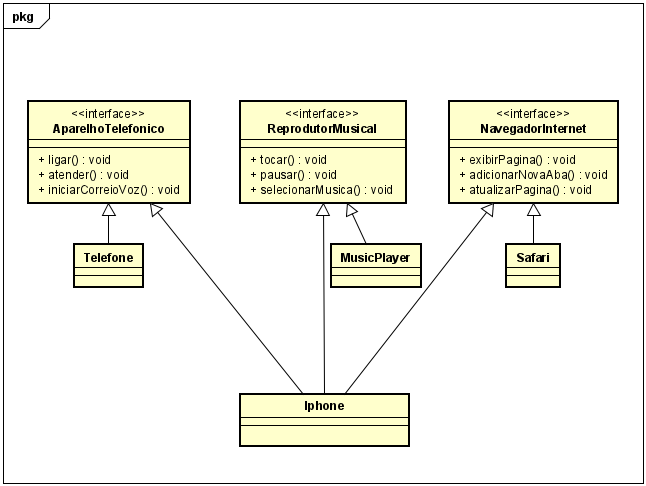 pkg
<<interface>>
AparelhoTelefonico
+ ligar() : void
+ atender() : void
+ iniciarCorreioVoz() : void
<<interface>>
ReprodutorMusical
+ tocar() : void
+ pausar() : void
+ selecionarMusica() : void
<<interface>>
NavegadorInternet
+ exibirPagina() : void
+ adicionarNovaAba() : void
+ atualizarPagina() : void
Telefone
MusicPlayer
Safari
Iphone